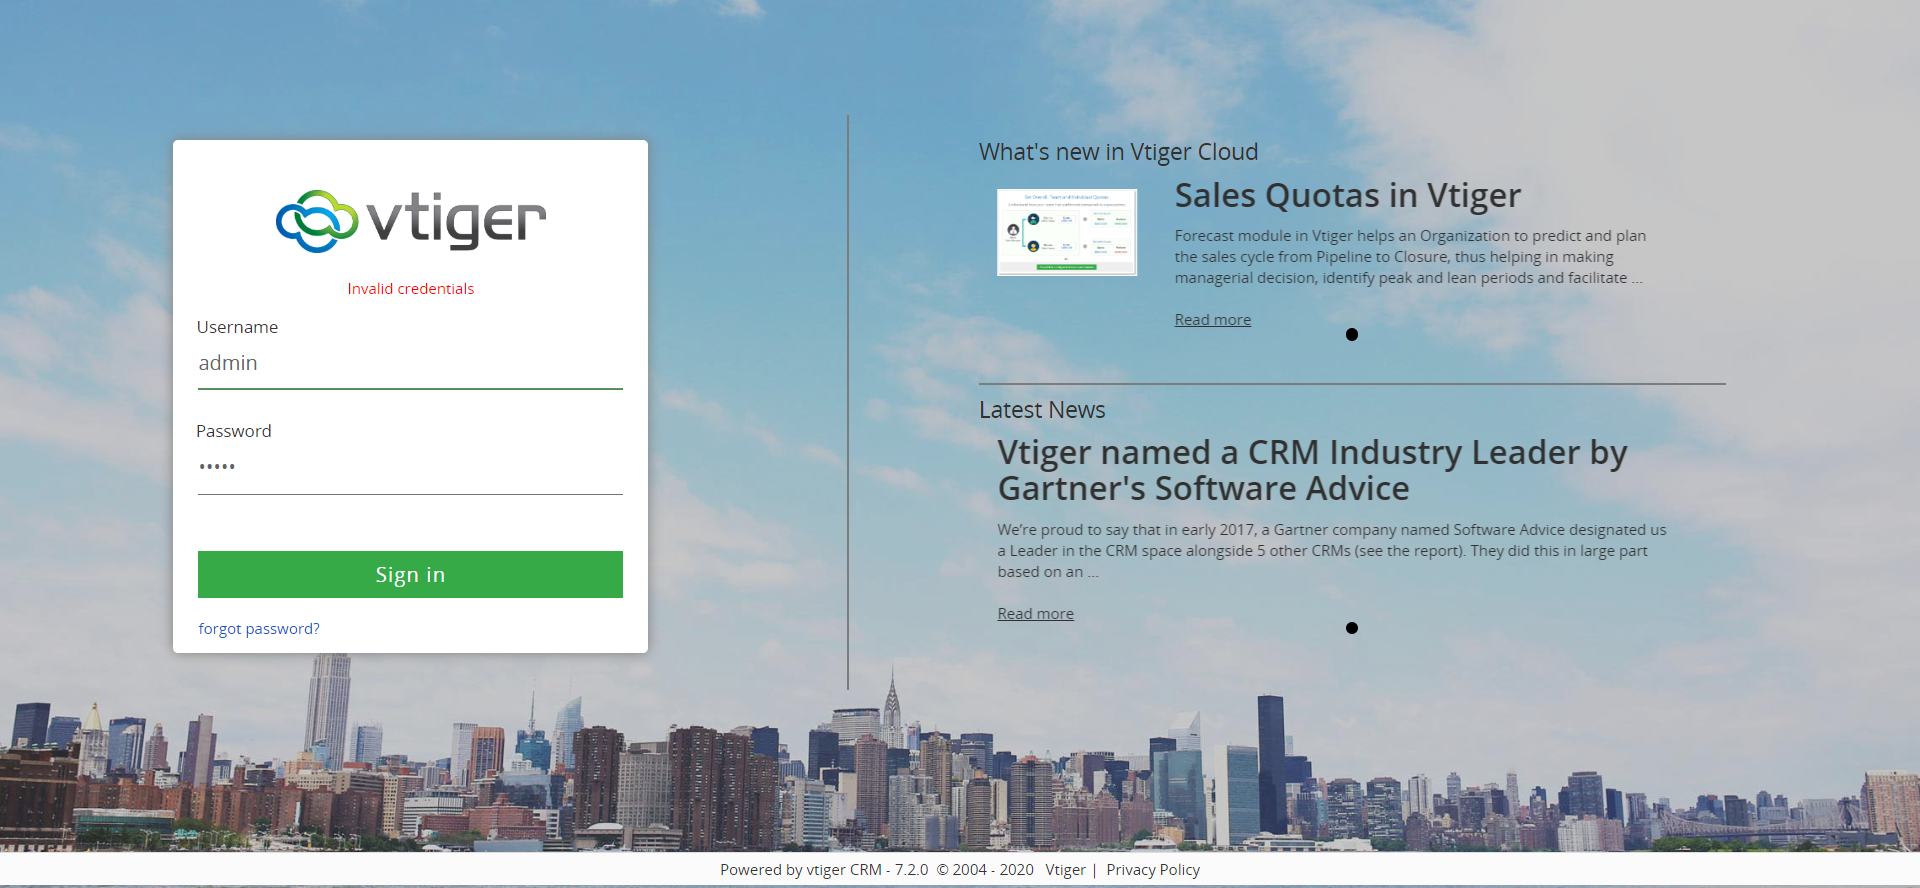 vtiger
Invalid credentials
Username
admin
Password
•••••
Sign in
forgot password?
What's new in Vtiger Cloud
Sales Quotas in Vtiger
Forecast module in Vtiger helps an Organization to predict and plan
the sales cycle from Pipeline to Closure, thus helping in making
managerial decision, identify peak and lean periods and facilitate ...
Read more
Latest News
Vtiger named a CRM Industry Leader by
Gartner's Software Advice
We’re proud to say that in early 2017, a Gartner company named Software Advice designated us
a Leader in the CRM space alongside 5 other CRMs (see the report). They did this in large part
based on an ...
Read more
Powered by vtiger CRM - 7.2.0 © 2004 - 2020 Vtiger | Privacy Policy